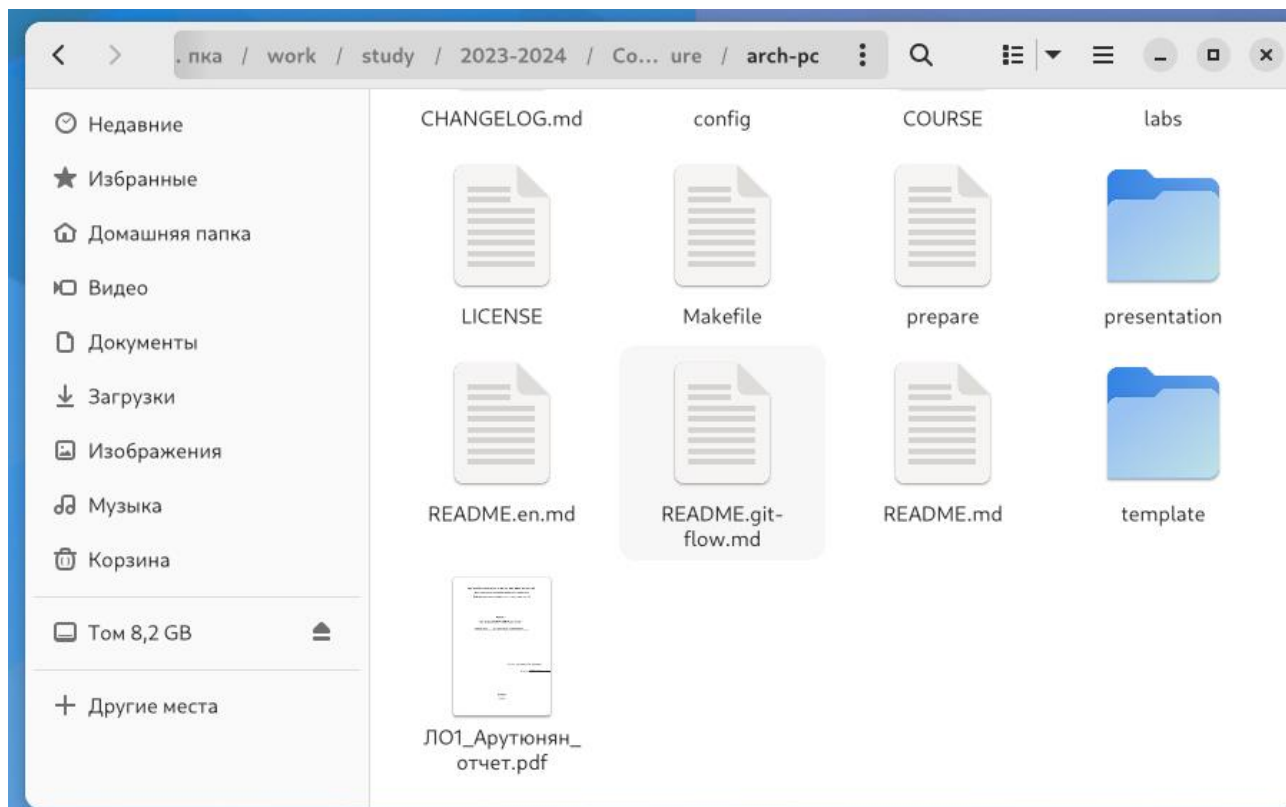 . пка / work / study / 2023-2024 / Co... ure / arch-pc
Недавние
Избранные
Домашняя папка
Видео
Документы
Загрузки
Изображения
Музыка
Корзина
Том 8,2 GB
Другие места
CHANGELOG.md config COURSE labs
LICENSE Makefile prepare presentation
README.en.md README.git- README.md template
flow.md
ЛО1_Арутюнян_
отчет.pdf